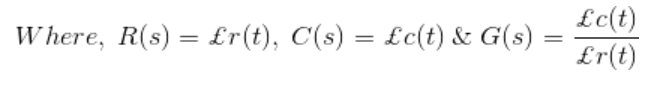 Where, R(s) = £r(t), C(s) = £c(t) & G(s) = £c(t) / £r(t)